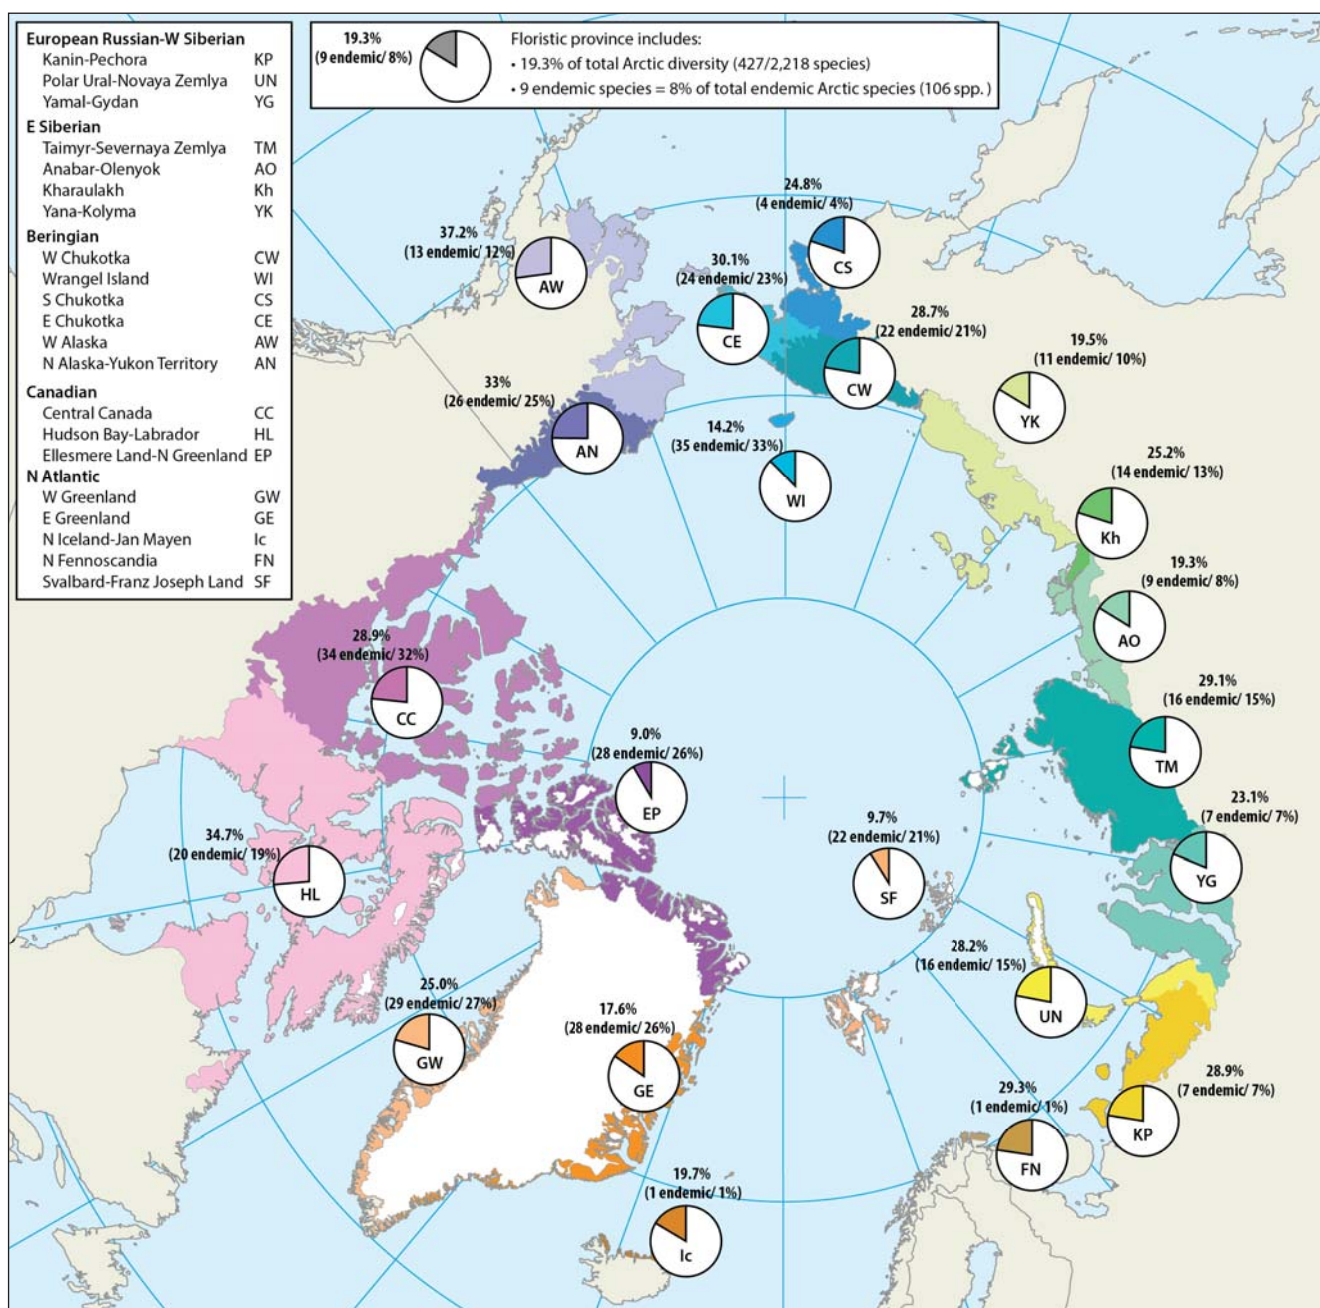 European Russian-W Siberian
Kanin-Pechora KP
Polar Ural-Novaya Zemlya UN
Yamal-Gydan YG
E Siberian
Taimyr-Severnaya Zemlya TM
Anabar-Olenyok AO
Kharaulakh Kh
Yana-Kolyma YK
Beringian
W Chukotka CW
Wrangel Island WI
S Chukotka CS
E Chukotka CE
W Alaska AW
N Alaska-Yukon Territory AN
Canadian
Central Canada CC
Hudson Bay-Labrador HL
Ellesmere Land-N Greenland EP
N Atlantic
W Greenland GW
E Greenland GE
N Iceland-Jan Mayen Ic
N Fennoscandia FN
Svalbard-Franz Joseph Land SF
19.3%
(9 endemic/ 8%)
Floristic province includes:
• 19.3% of total Arctic diversity (427/2,218 species)
• 9 endemic species = 8% of total endemic Arctic species (106 spp. )
24.8%
(4 endemic/ 4%)
CS
37.2%
(13 endemic/ 12%)
AW
30.1%
(24 endemic/ 23%)
CE
28.7%
(22 endemic/ 21%)
CW
19.5%
(11 endemic/ 10%)
YK
33%
(26 endemic/ 25%)
AN
14.2%
(35 endemic/ 33%)
WI
25.2%
(14 endemic/ 13%)
Kh
19.3%
(9 endemic/ 8%)
AO
28.9%
(34 endemic/ 32%)
CC
29.1%
(16 endemic/ 15%)
TM
9.0%
(28 endemic/ 26%)
EP
23.1%
(7 endemic/ 7%)
YG
34.7%
(20 endemic/ 19%)
HL
9.7%
(22 endemic/ 21%)
SF
28.2%
(16 endemic/ 15%)
UN
25.0%
(29 endemic/ 27%)
GW
17.6%
(28 endemic/ 26%)
GE
28.9%
(7 endemic/ 7%)
KP
29.3%
(1 endemic/ 1%)
FN
19.7%
(1 endemic/ 1%)
Ic